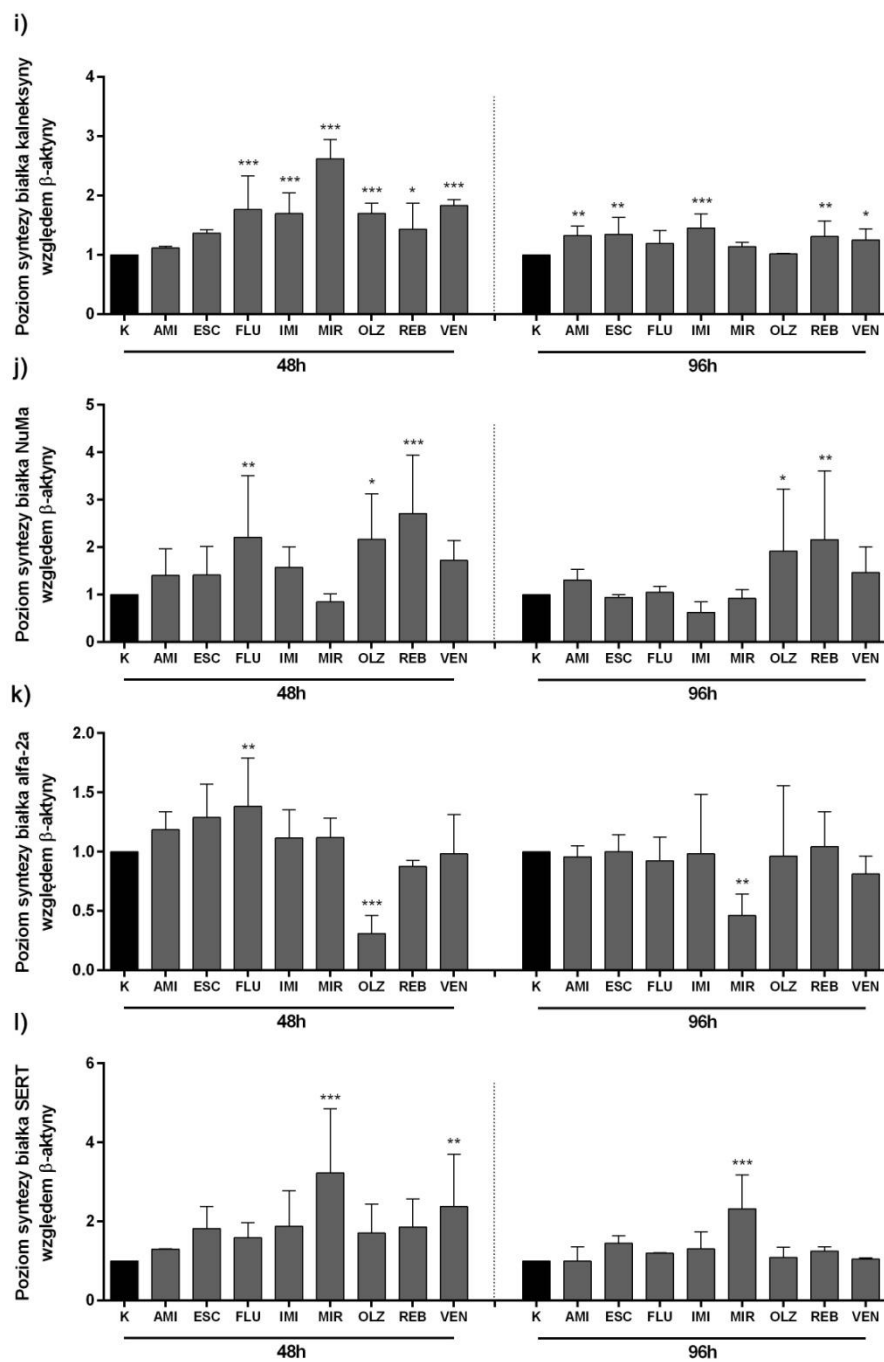 i)
Poziom syntezy białka kalneksyny
względem β-aktyny
4
3
2
1
0
*** *** *** *** * *** ** ** *** ** *
K AMI ESC FLU IMI MIR OLZ REB VEN K AMI ESC FLU IMI MIR OLZ REB VEN
48h 96h
j)
Poziom syntezy białka NuMa
względem β-aktyny
5
4
3
2
1
0
** * *** * **
K AMI ESC FLU IMI MIR OLZ REB VEN K AMI ESC FLU IMI MIR OLZ REB VEN
48h 96h
k)
Poziom syntezy białka alfa-2a
względem β-aktyny
2.0
1.5
1.0
0.5
0.0
** *** **
K AMI ESC FLU IMI MIR OLZ REB VEN K AMI ESC FLU IMI MIR OLZ REB VEN
48h 96h
l)
Poziom syntezy białka SERT
względem β-aktyny
6
4
2
0
*** ** ***
K AMI ESC FLU IMI MIR OLZ REB VEN K AMI ESC FLU IMI MIR OLZ REB VEN
48h 96h